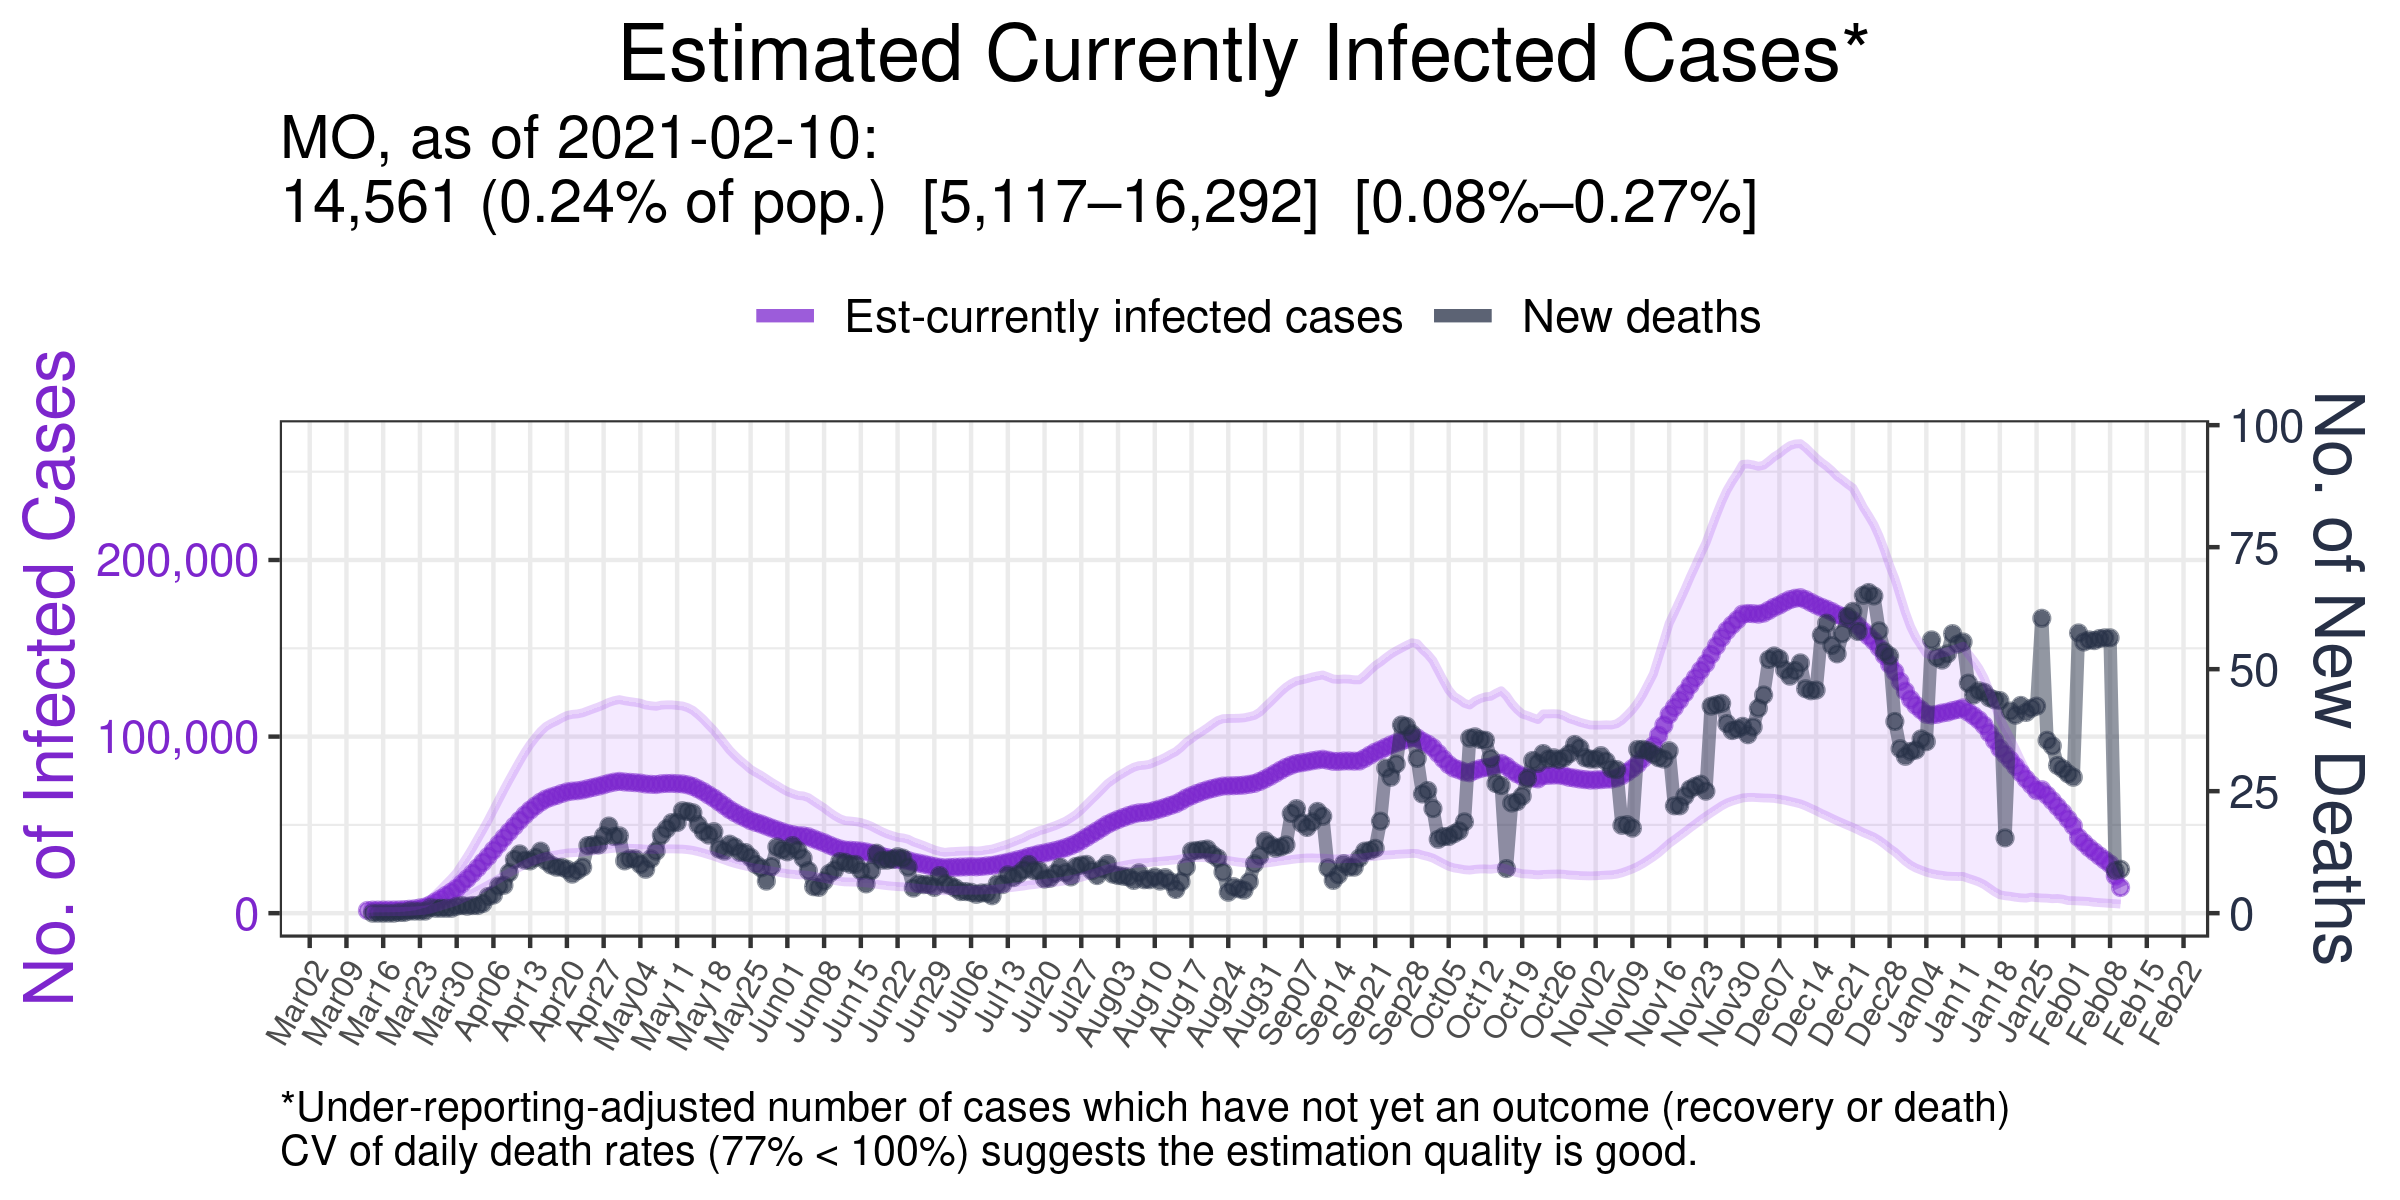 Estimated Currently Infected Cases*
MO, as of 2021-02-10:
14,561 (0.24% of pop.)  [5,117–16,292]  [0.08%–0.27%]
Est-currently infected cases
New deaths
No. of Infected Cases
200,000
100,000
0
100
75
50
25
0
No. of New Deaths
Mar02
Mar09
Mar16
Mar23
Mar30
Apr06
Apr13
Apr20
Apr27
May04
May11
May18
May25
Jun01
Jun08
Jun15
Jun22
Jun29
Jul06
Jul13
Jul20
Jul27
Aug03
Aug10
Aug17
Aug24
Aug31
Sep07
Sep14
Sep21
Sep28
Oct05
Oct12
Oct19
Oct26
Nov02
Nov09
Nov16
Nov23
Nov30
Dec07
Dec14
Dec21
Dec28
Jan04
Jan11
Jan18
Jan25
Feb01
Feb08
Feb15
Feb22
*Under-reporting-adjusted number of cases which have not yet an outcome (recovery or death)
CV of daily death rates (77% < 100%) suggests the estimation quality is good.